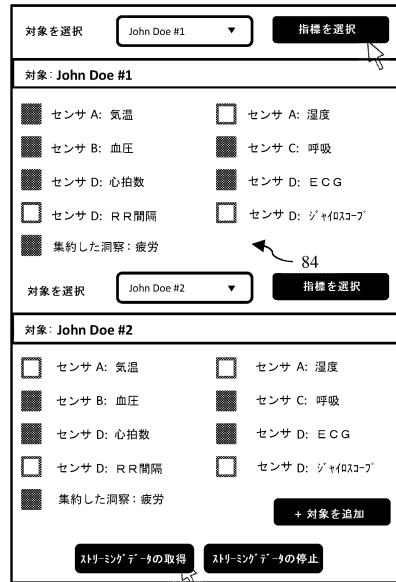 対象を選択 John Doe #1 ▼ 指標を選択
対象: John Doe #1
センサ A: 気温 センサ A: 湿度
センサ B: 血圧 センサ C: 呼吸
センサ D: 心拍数 センサ D: ＥＣＧ
センサ D: ＲＲ間隔 センサ D: ｼﾞｬｲﾛｽｺｰﾌﾟ
集約した洞察：疲労
84
対象を選択 John Doe #2 ▼ 指標を選択
対象: John Doe #2
センサ A: 気温 センサ A: 湿度
センサ B: 血圧 センサ C: 呼吸
センサ D: 心拍数 センサ D: ＥＣＧ
センサ D: ＲＲ間隔 センサ D: ｼﾞｬｲﾛｽｺｰﾌﾟ
集約した洞察：疲労
+ 対象を追加
ｽﾄﾘｰﾐﾝｸﾞﾃﾞｰﾀの取得 ｽﾄﾘｰﾐﾝｸﾞﾃﾞｰﾀの停止